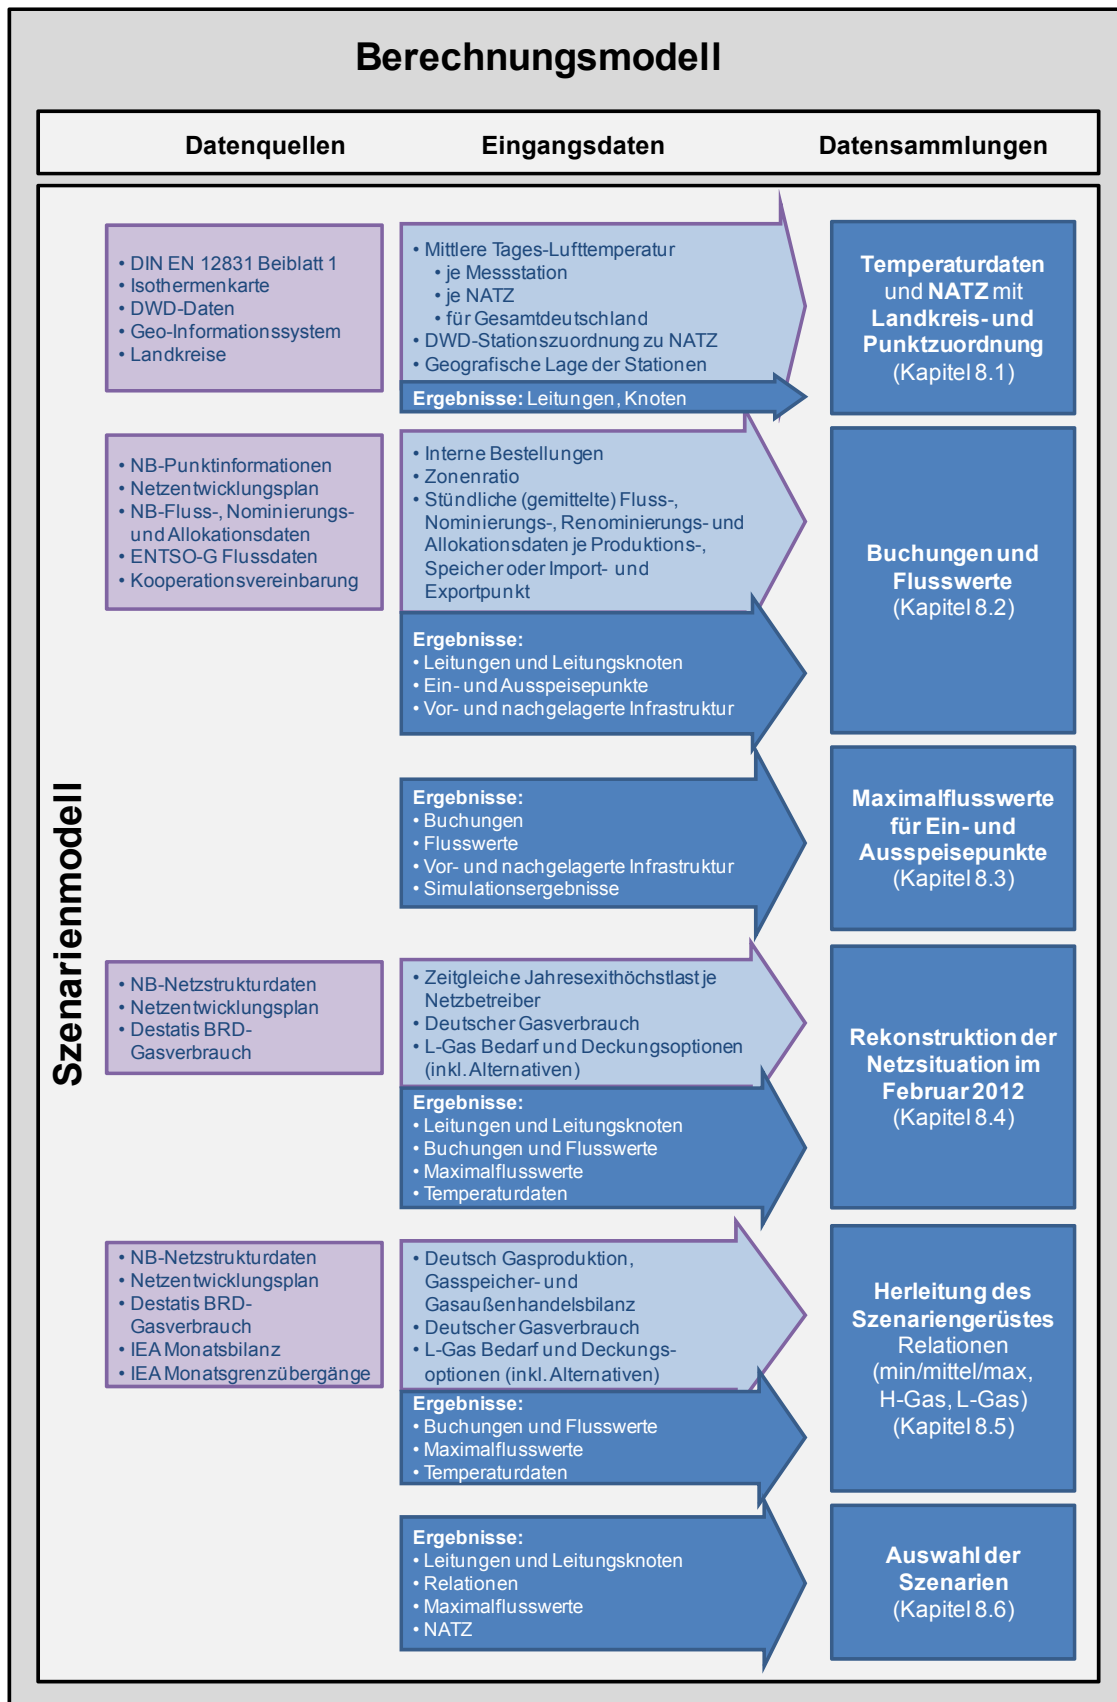 Berechnungsmodell
Datenquellen
Eingangsdaten
Datensammlungen
Szenarienmodell
• DIN EN 12831 Beiblatt 1
• Isothermenkarte
• DWD-Daten
• Geo-Informationssystem
• Landkreise
• Mittlere Tages-Lufttemperatur
• je Messstation
• je NATZ
• für Gesamtdeutschland
• DWD-Stationszuordnung zu NATZ
• Geografische Lage der Stationen
Ergebnisse: Leitungen, Knoten
Temperaturdaten
und NATZ mit
Landkreis- und
Punktzuordnung
(Kapitel 8.1)
• NB-Punktinformationen
• Netzentwicklungsplan
• NB-Fluss-, Nominierungs-
und Allokationsdaten
• ENTSO-G Flussdaten
• Kooperationsvereinbarung
• Interne Bestellungen
• Zonenratio
• Stündliche (gemittelte) Fluss-,
Nominierungs-, Renominierungs- und
Allokationsdaten je Produktions-,
Speicher oder Import- und
Exportpunkt
Ergebnisse:
• Leitungen und Leitungsknoten
• Ein- und Ausspeisepunkte
• Vor- und nachgelagerte Infrastruktur
Buchungen und
Flusswerte
(Kapitel 8.2)
Ergebnisse:
• Buchungen
• Flusswerte
• Vor- und nachgelagerte Infrastruktur
• Simulationsergebnisse
Maximalflusswerte
für Ein- und
Ausspeisepunkte
(Kapitel 8.3)
• NB-Netzstrukturdaten
• Netzentwicklungsplan
• Destatis BRD-
Gasverbrauch
• Zeitgleiche Jahresexithöchstlast je
Netzbetreiber
• Deutscher Gasverbrauch
• L-Gas Bedarf und Deckungsoptionen
(inkl. Alternativen)
Ergebnisse:
• Leitungen und Leitungsknoten
• Buchungen und Flusswerte
• Maximalflusswerte
• Temperaturdaten
Rekonstruktion der
Netzsituation im
Februar 2012
(Kapitel 8.4)
• NB-Netzstrukturdaten
• Netzentwicklungsplan
• Destatis BRD-
Gasverbrauch
• IEA Monatsbilanz
• IEA Monatsgrenzübergänge
• Deutsch Gasproduktion,
Gasspeicher- und
Gasaußenhandelsbilanz
• Deutscher Gasverbrauch
• L-Gas Bedarf und Deckungs-
optionen (inkl. Alternativen)
Ergebnisse:
• Buchungen und Flusswerte
• Maximalflusswerte
• Temperaturdaten
Herleitung des
Szenariengerüstes
Relationen
(min/mittel/max,
H-Gas, L-Gas)
(Kapitel 8.5)
Ergebnisse:
• Leitungen und Leitungsknoten
• Relationen
• Maximalflusswerte
• NATZ
Auswahl der
Szenarien
(Kapitel 8.6)